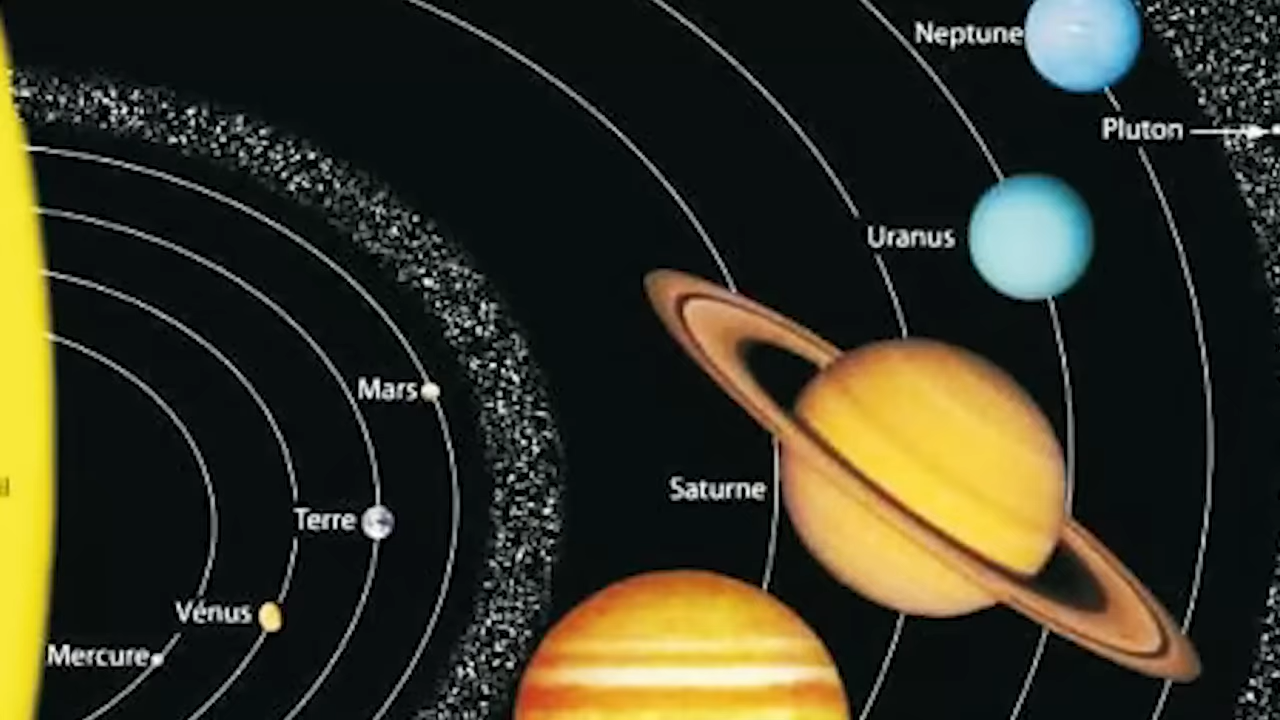 Neptune
Pluton
Uranus
Mars
Saturne
Terre
Vénus
Mercure